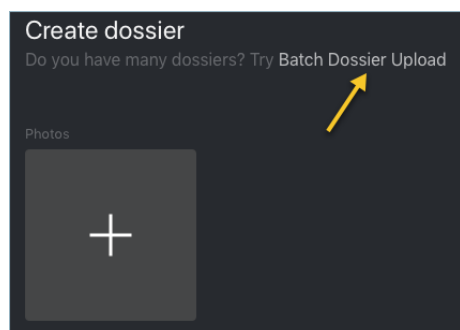 Create dossier
Do you have many dossiers? Try Batch Dossier Upload
Photos